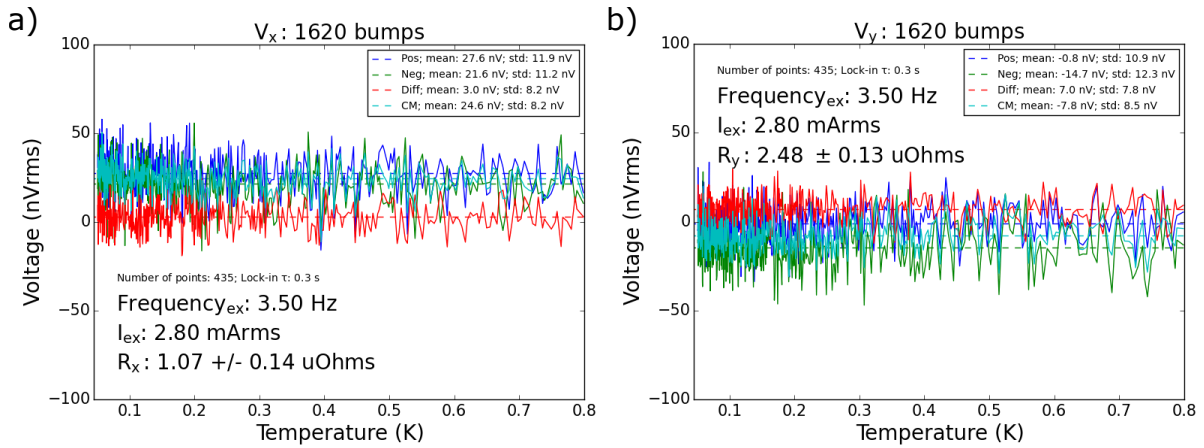 a)
V_x: 1620 bumps
Voltage (nVrms)
100
50
0
−50
−100
Pos; mean: 27.6 nV; std: 11.9 nV
Neg; mean: 21.6 nV; std: 11.2 nV
Diff; mean: 3.0 nV; std: 8.2 nV
CM; mean: 24.6 nV; std: 8.2 nV
Number of points: 435; Lock-in τ: 0.3 s
Frequency_ex: 3.50 Hz
I_ex: 2.80 mArms
R_x: 1.07 +/- 0.14 uOhms
0.1 0.2 0.3 0.4 0.5 0.6 0.7 0.8
Temperature (K)
b)
V_y: 1620 bumps
Voltage (nVrms)
100
50
0
−50
−100
Pos; mean: -0.8 nV; std: 10.9 nV
Neg; mean: -14.7 nV; std: 12.3 nV
Diff; mean: 7.0 nV; std: 7.8 nV
CM; mean: -7.8 nV; std: 8.5 nV
Number of points: 435; Lock-in τ: 0.3 s
Frequency_ex: 3.50 Hz
I_ex: 2.80 mArms
R_y: 2.48 ± 0.13 uOhms
0.1 0.2 0.3 0.4 0.5 0.6 0.7 0.8
Temperature (K)